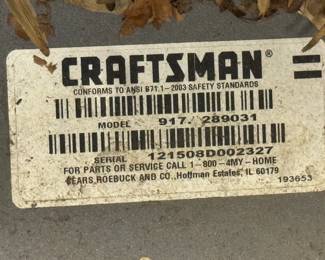 CRAFTSMAN®
CONFORMS TO ANSI B71.1-2003 SAFETY STANDARDS
MODEL 917. 289031
SERIAL 121508D002327
FOR PARTS OR SERVICE CALL 1-800-4MY-HOME
SEARS, ROEBUCK AND CO., Hoffman Estates, IL 60179
193653